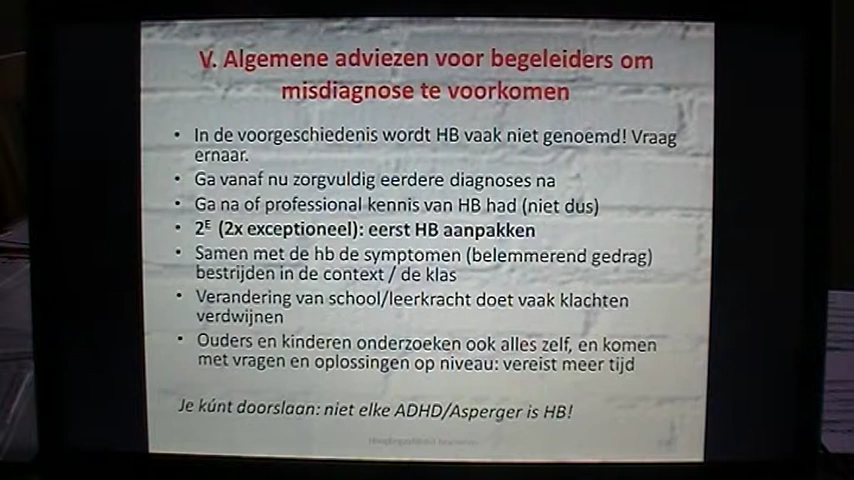 V. Algemene adviezen voor begeleiders om
misdiagnose te voorkomen
• In de voorgeschiedenis wordt HB vaak niet genoemd! Vraag
ernaar.
• Ga vanaf nu zorgvuldig eerdere diagnoses na
• Ga na of professional kennis van HB had (niet dus)
• 2E (2x exceptioneel): eerst HB aanpakken
• Samen met de hb de symptomen (belemmerend gedrag)
bestrijden in de context / de klas
• Verandering van school/leerkracht doet vaak klachten
verdwijnen
• Ouders en kinderen onderzoeken ook alles zelf, en komen
met vragen en oplossingen op niveau: vereist meer tijd
Je kúnt doorslaan: niet elke ADHD/Asperger is HB!